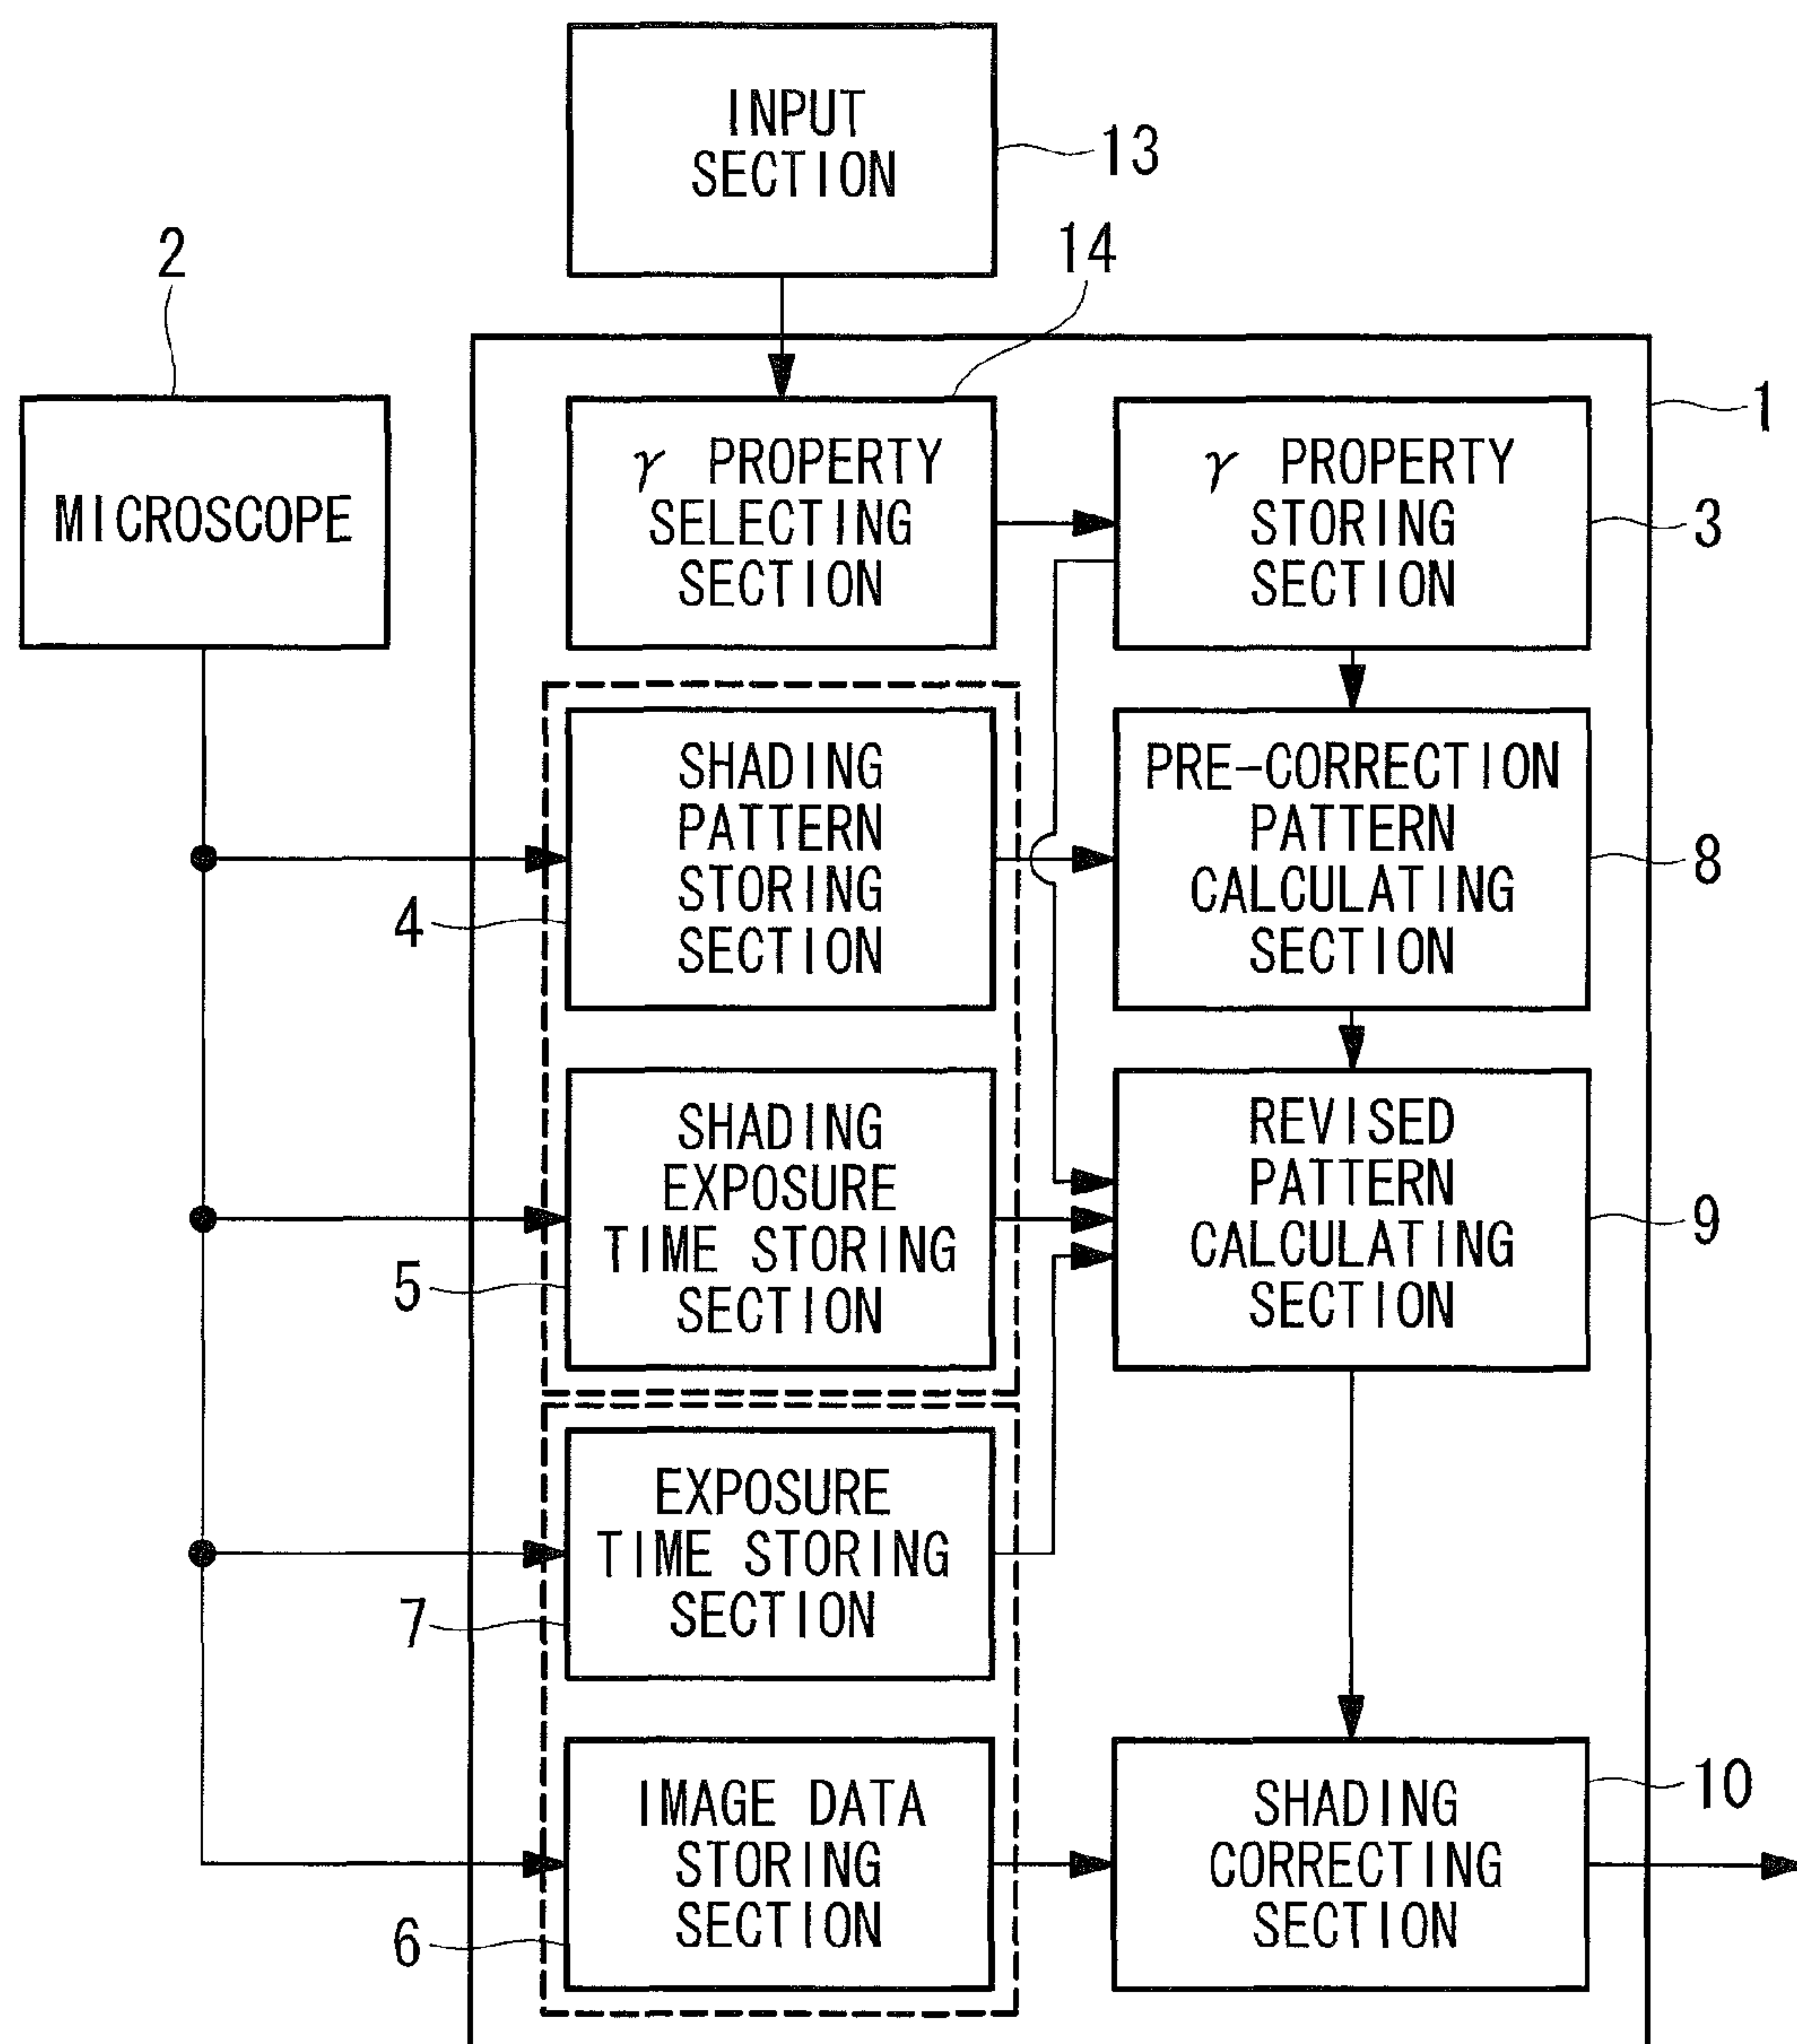 INPUT
SECTION
13
2
14
1
MICROSCOPE
γ PROPERTY
SELECTING
SECTION
γ PROPERTY
STORING
SECTION
3
SHADING
PATTERN
STORING
SECTION
4
PRE-CORRECTION
PATTERN
CALCULATING
SECTION
8
SHADING
EXPOSURE
TIME STORING
SECTION
5
REVISED
PATTERN
CALCULATING
SECTION
9
EXPOSURE
TIME STORING
SECTION
7
IMAGE DATA
STORING
SECTION
6
SHADING
CORRECTING
SECTION
10